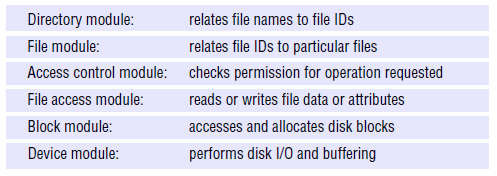 Directory module: relates file names to file IDs
File module: relates file IDs to particular files
Access control module: checks permission for operation requested
File access module: reads or writes file data or attributes
Block module: accesses and allocates disk blocks
Device module: performs disk I/O and buffering